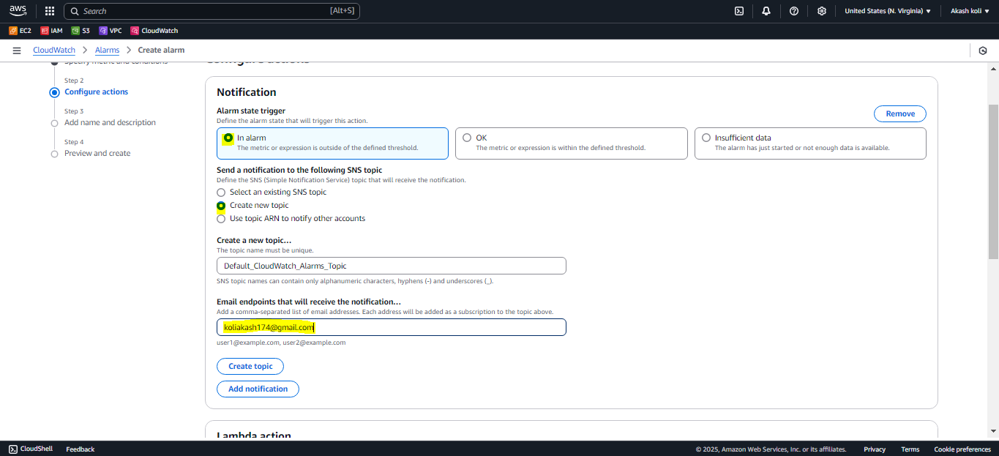 aws
Search
[Alt+S]
United States (N. Virginia)
Akash koli
EC2
IAM
S3
VPC
CloudWatch
CloudWatch
Alarms
Create alarm
Specify metric and conditions
Step 2
Configure actions
Step 3
Add name and description
Step 4
Preview and create
Configure actions
Notification
Alarm state trigger
Define the alarm state that will trigger this action.
Remove
In alarm
The metric or expression is outside of the defined threshold.
OK
The metric or expression is within the defined threshold.
Insufficient data
The alarm has just started or not enough data is available.
Send a notification to the following SNS topic
Define the SNS (Simple Notification Service) topic that will receive the notification.
Select an existing SNS topic
Create new topic
Use topic ARN to notify other accounts
Create a new topic…
The topic name must be unique.
Default_CloudWatch_Alarms_Topic
SNS topic names can contain only alphanumeric characters, hyphens (-) and underscores (_).
Email endpoints that will receive the notification…
Add a comma-separated list of email addresses. Each address will be added as a subscription to the topic above.
koliakash174@gmail.com
user1@example.com, user2@example.com
Create topic
Add notification
Lambda action
CloudShell
Feedback
© 2025, Amazon Web Services, Inc. or its affiliates.
Privacy
Terms
Cookie preferences